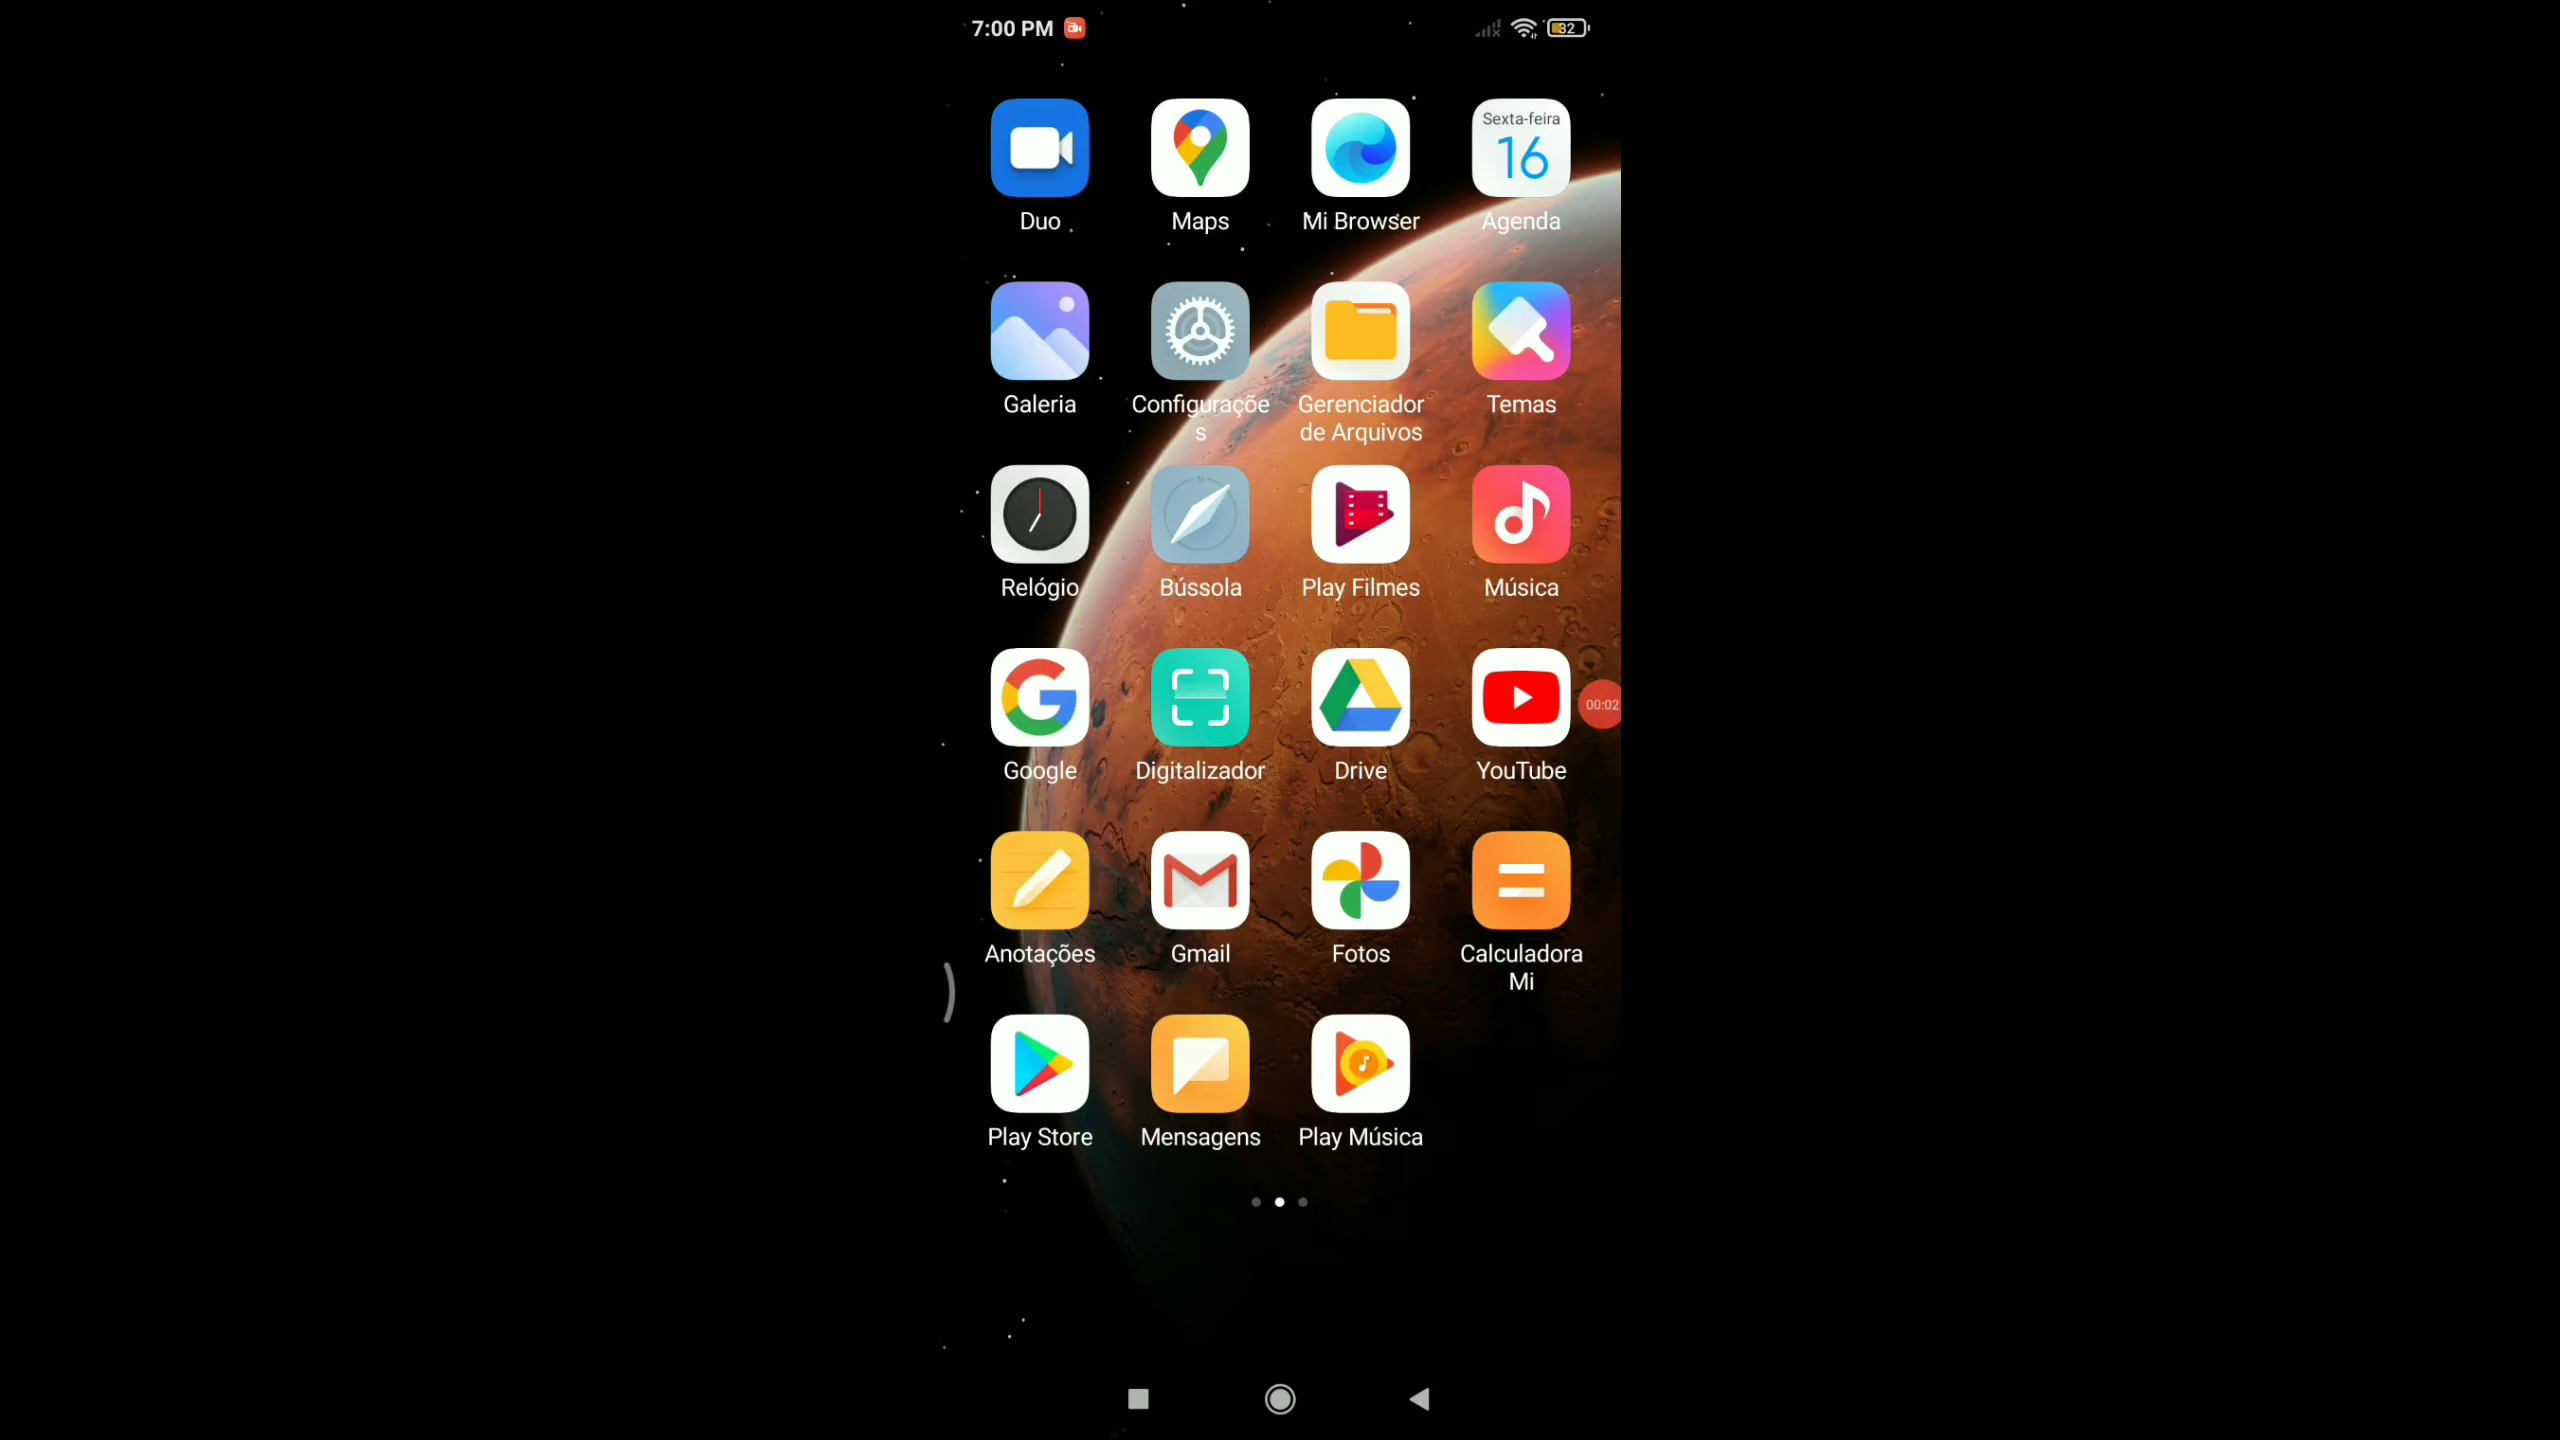 7:00 PM
32
Sexta-feira
16
Duo
Maps
Mi Browser
Agenda
Galeria
Configuraçõe
s
Gerenciador
de Arquivos
Temas
N
Relógio
Bússola
Play Filmes
Música
00:02
Google
Digitalizador
Drive
YouTube
Anotações
Gmail
Fotos
Calculadora
Mi
Play Store
Mensagens
Play Música